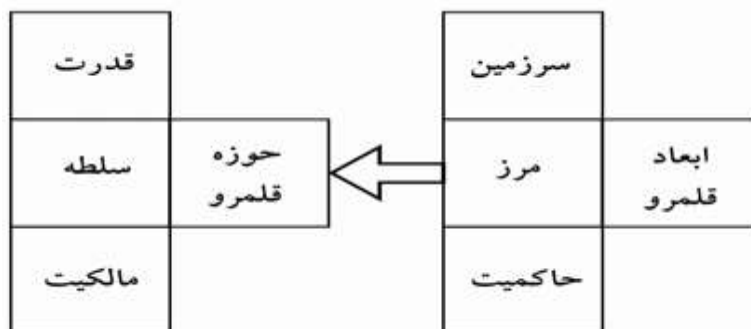 سرزمین
ابعاد
قلمرو
مرز
حاکمیت
قدرت
حوزه
قلمرو
سلطه
مالکیت